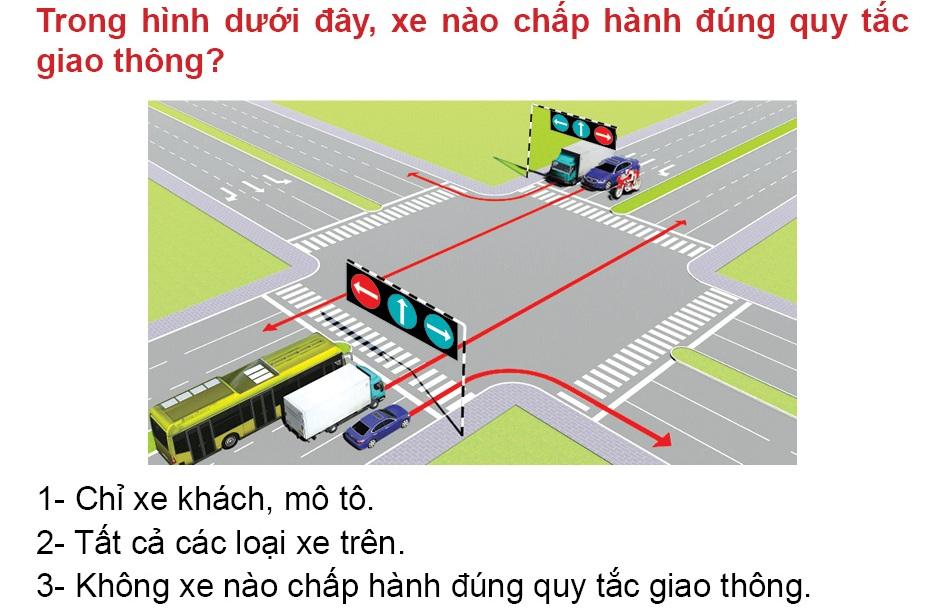 Trong hình dưới đây, xe nào chấp hành đúng quy tắc
giao thông?
1- Chỉ xe khách, mô tô.
2- Tất cả các loại xe trên.
3- Không xe nào chấp hành đúng quy tắc giao thông.